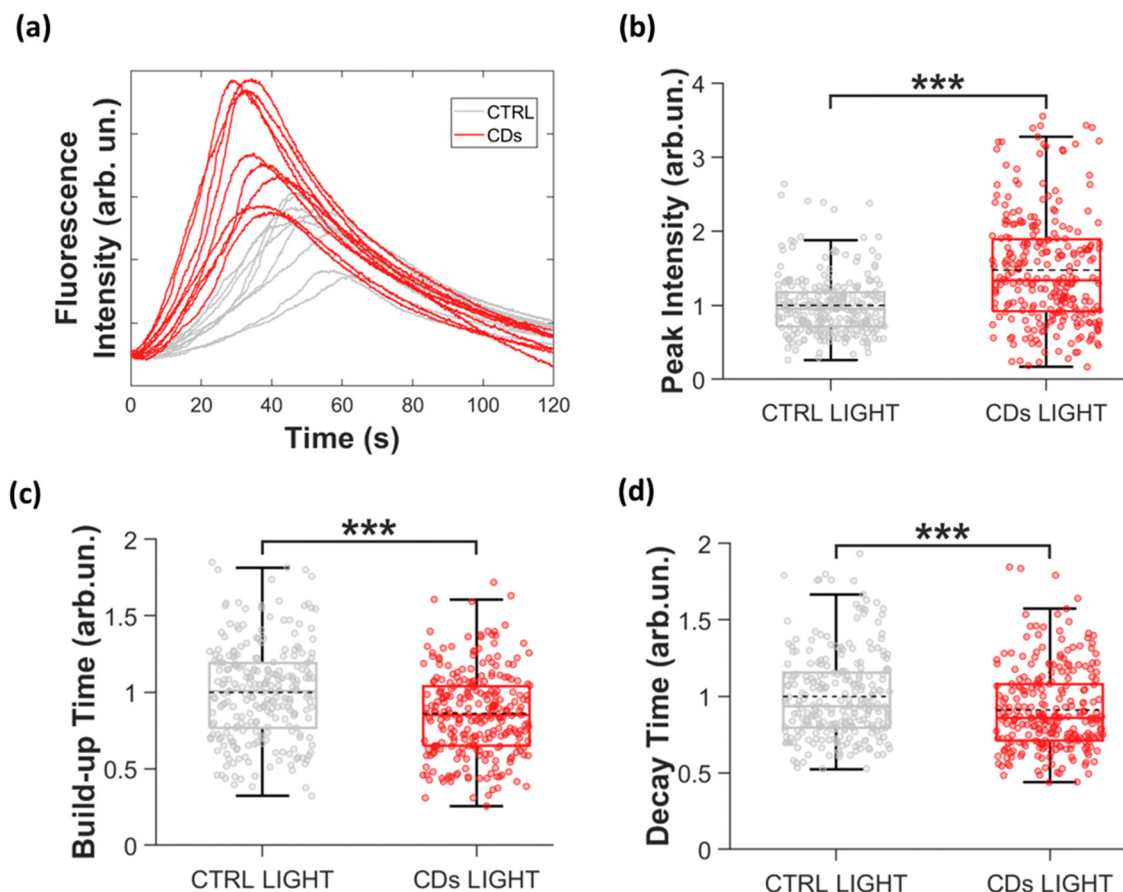 (a)
Fluorescence
Intensity (arb. un.)
CTRL
CDs
0 20 40 60 80 100 120
Time (s)
(b)
Peak Intensity (arb.un.)
4
3
2
1
0
***
CTRL LIGHT CDs LIGHT
(c)
Build-up Time (arb.un.)
2
1.5
1
0.5
0
***
CTRL LIGHT CDs LIGHT
(d)
Decay Time (arb.un.)
2
1.5
1
0.5
0
***
CTRL LIGHT CDs LIGHT